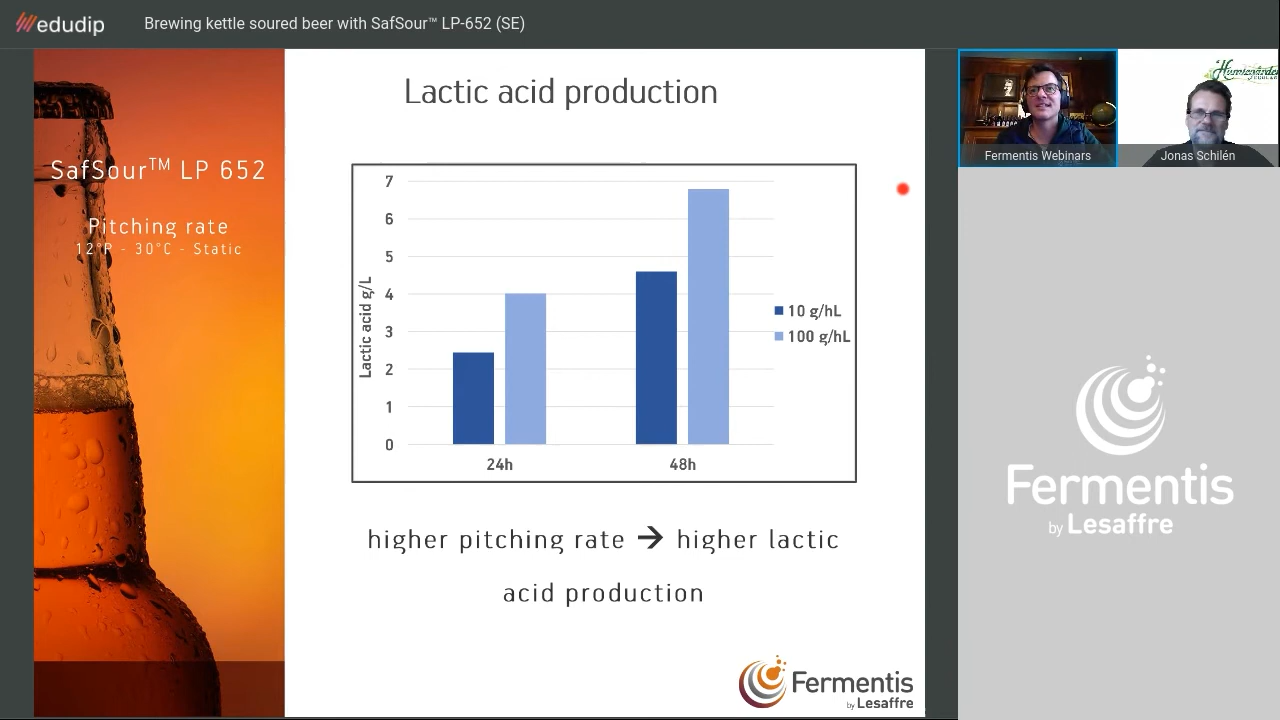 edudip
Brewing kettle soured beer with SafSour™ LP-652 (SE)
SafSour™ LP 652
Pitching rate
12°P - 30°C - Static
Lactic acid production
Lactic acid g/L
7
6
5
4
3
2
1
0
24h
48h
10 g/hL
100 g/hL
higher pitching rate → higher lactic
acid production
Fermentis
by Lesaffre
Fermentis Webinars
Jonas Schilén
Fermentis
by Lesaffre